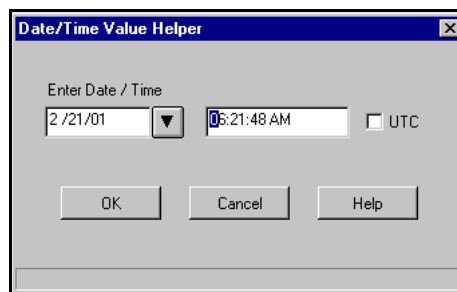 Date/Time Value Helper
Enter Date / Time
2 /21/01 06:21:48 AM UTC
OK Cancel Help